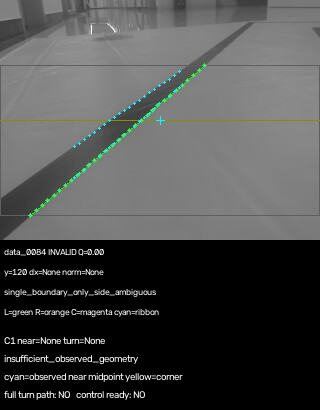 data_0084 INVALID Q=0.00
y=120 dx=None norm=None
single_boundary_only_side_ambiguous
L=green R=orange C=magenta cyan=ribbon
C1 near=None turn=None
insufficient_observed_geometry
cyan=observed near midpoint yellow=corner
full turn path: NO control ready: NO